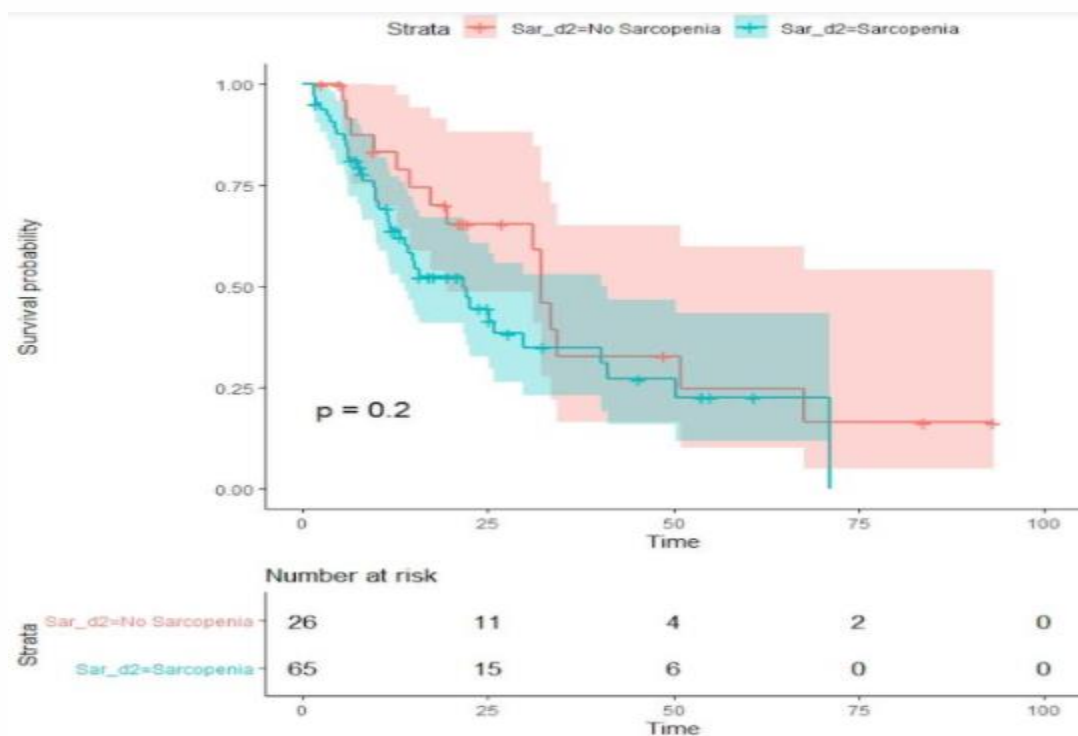 Strata Sar_d2=No Sarcopenia Sar_d2=Sarcopenia
1.00
0.75
0.50
0.25
0.00
Survival probability
p = 0.2
0 25 50 75 100
Time
Number at risk
Strata
Sar_d2=No Sarcopenia 26 11 4 2 0
Sar_d2=Sarcopenia 65 15 6 0 0
0 25 50 75 100
Time